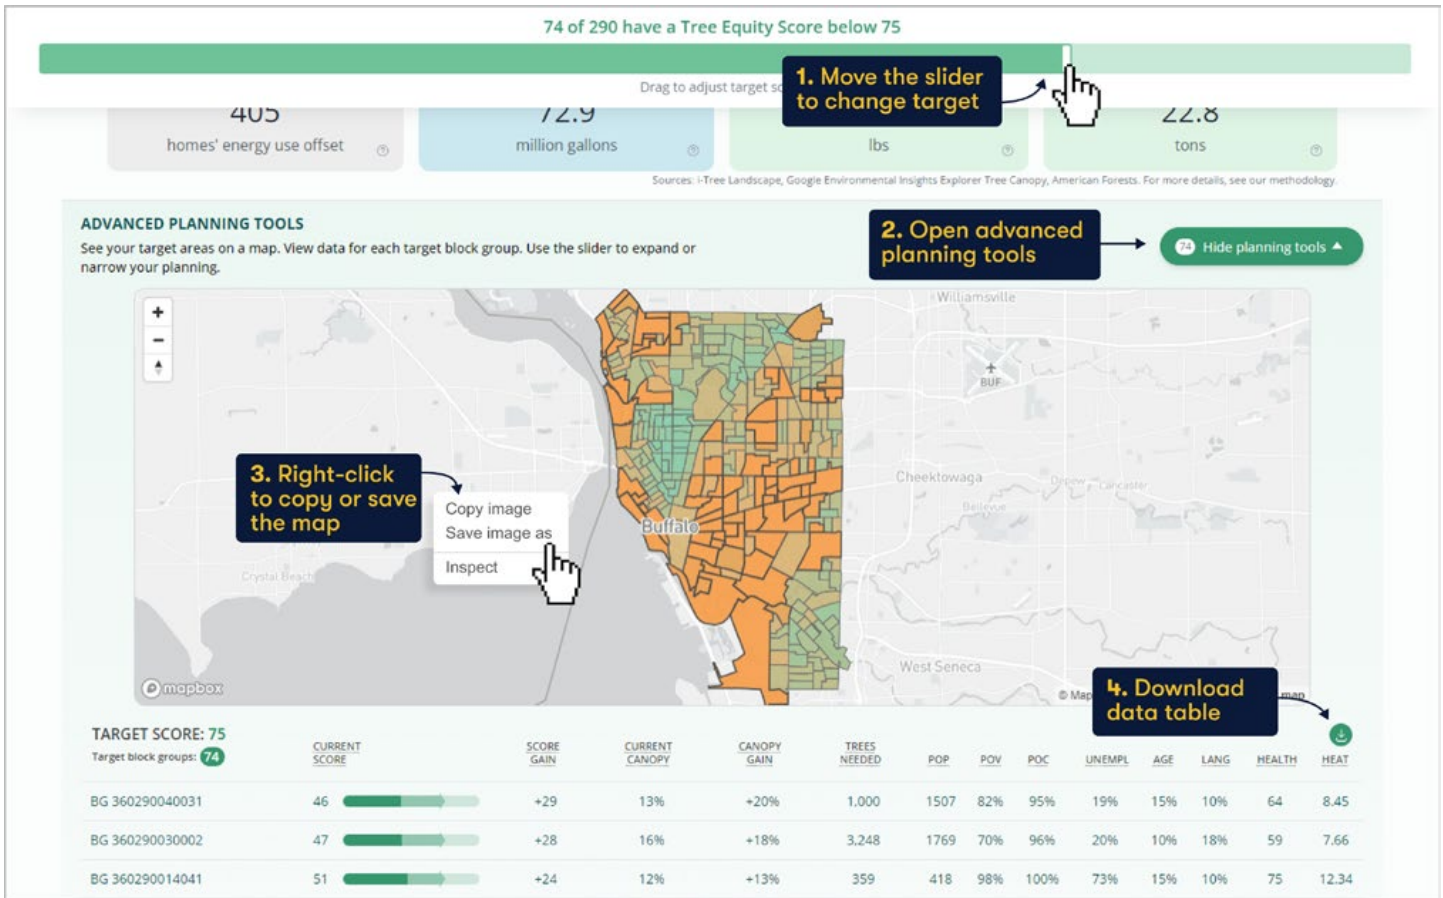 74 of 290 have a Tree Equity Score below 75
1. Move the slider
to change target
Drag to adjust target sc
405
72.9
22.8
homes' energy use offset
million gallons
lbs
tons
Sources: i-Tree Landscape, Google Environmental Insights Explorer Tree Canopy, American Forests. For more details, see our methodology.
ADVANCED PLANNING TOOLS
See your target areas on a map. View data for each target block group. Use the slider to expand or
narrow your planning.
2. Open advanced
planning tools
74 Hide planning tools
Williamsville
BUF
3. Right-click
to copy or save
the map
Copy image
Save image as
Inspect
Buffalo
Cheektowaga
Depew
Lancaster
Bellevue
Crystal Beach
West Seneca
mapbox
© Map
map
4. Download
data table
TARGET SCORE: 75
Target block groups: 74
CURRENT SCORE SCORE GAIN CURRENT CANOPY CANOPY GAIN TREES NEEDED POP POV POC UNEMPL AGE LANG HEALTH HEAT
BG 360290040031 46 +29 13% +20% 1,000 1507 82% 95% 19% 15% 10% 64 8.45
BG 360290030002 47 +28 16% +18% 3,248 1769 70% 96% 20% 10% 18% 59 7.66
BG 360290014041 51 +24 12% +13% 359 418 98% 100% 73% 15% 10% 75 12.34